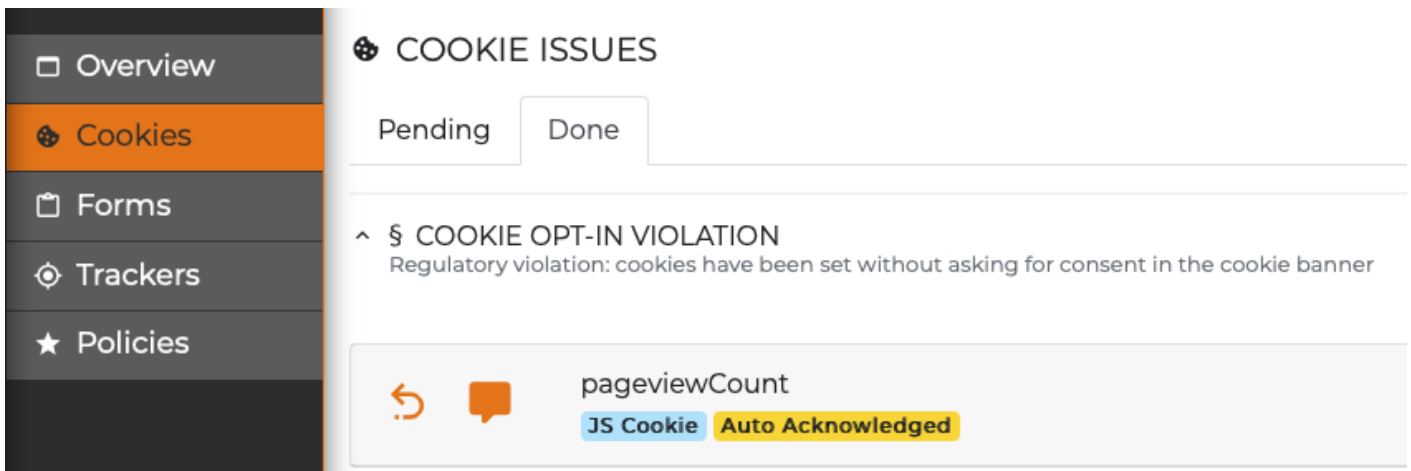 Overview
Cookies
Forms
Trackers
Policies
COOKIE ISSUES
Pending Done
§ COOKIE OPT-IN VIOLATION
Regulatory violation: cookies have been set without asking for consent in the cookie banner
pageviewCount
JS Cookie Auto Acknowledged